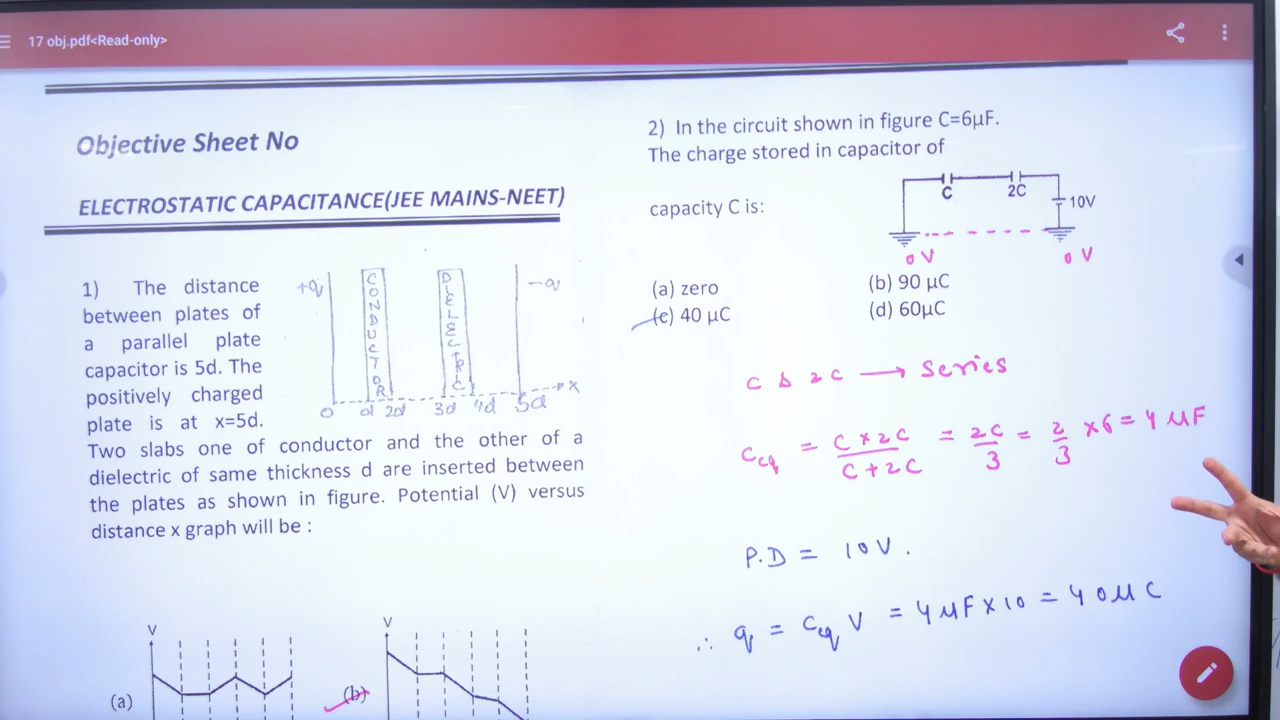 17 obj.pdf<Read-only>
Objective Sheet No
ELECTROSTATIC CAPACITANCE(JEE MAINS-NEET)
1) The distance
between plates of
a parallel plate
capacitor is 5d. The
positively charged
plate is at x=5d.
Two slabs one of conductor and the other of a
dielectric of same thickness d are inserted between
the plates as shown in figure. Potential (V) versus
distance x graph will be :
+q
CONDUCTOR
DIELECTRIC
-q
0 d 2d 3d 4d 5d x
V
(a)
V
(b)
2) In the circuit shown in figure C=6μF.
The charge stored in capacitor of
capacity C is:
C 2C
10V
0V 0V
(a) zero (b) 90 μC
(c) 40 μC (d) 60μC
C & 2C → Series
Ceq = C×2C/C+2C = 2C/3 = 2/3 ×6 = 4 μF
P.D = 10V.
∴ q = Ceq V = 4μF×10 = 40μC